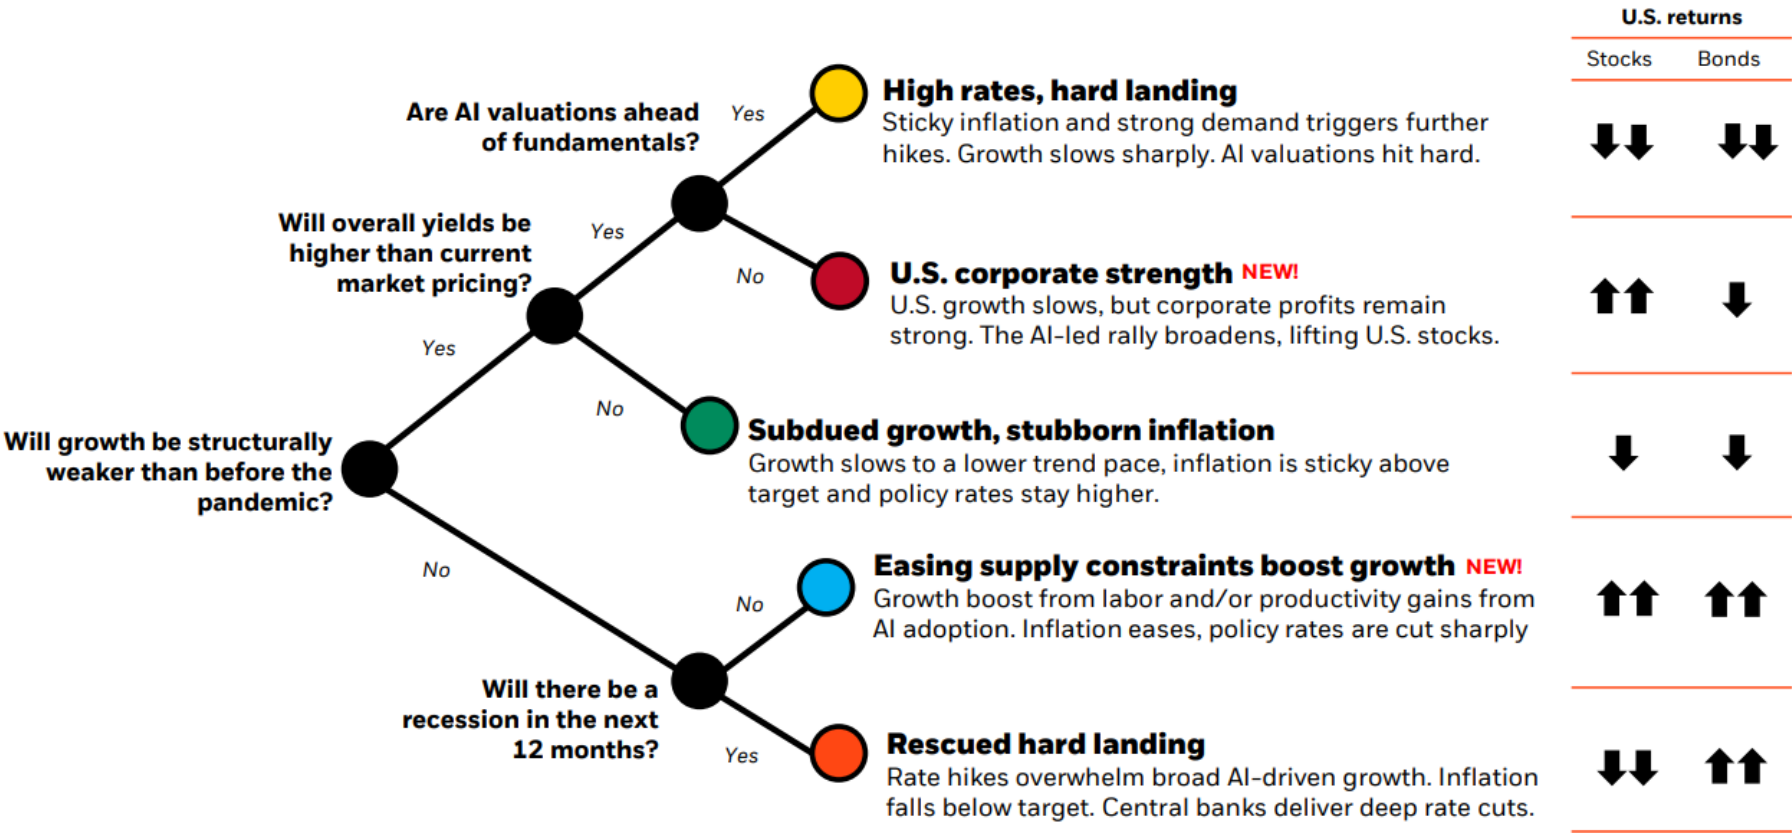 U.S. returns
Stocks Bonds
Are AI valuations ahead
of fundamentals?
Yes
High rates, hard landing
Sticky inflation and strong demand triggers further
hikes. Growth slows sharply. AI valuations hit hard.
Will overall yields be
higher than current
market pricing?
Yes
No
U.S. corporate strength NEW!
U.S. growth slows, but corporate profits remain
strong. The AI-led rally broadens, lifting U.S. stocks.
Yes
No
Subdued growth, stubborn inflation
Growth slows to a lower trend pace, inflation is sticky above
target and policy rates stay higher.
Will growth be structurally
weaker than before the
pandemic?
No
No
Easing supply constraints boost growth NEW!
Growth boost from labor and/or productivity gains from
AI adoption. Inflation eases, policy rates are cut sharply
Will there be a
recession in the next
12 months?
Yes
Rescued hard landing
Rate hikes overwhelm broad AI-driven growth. Inflation
falls below target. Central banks deliver deep rate cuts.